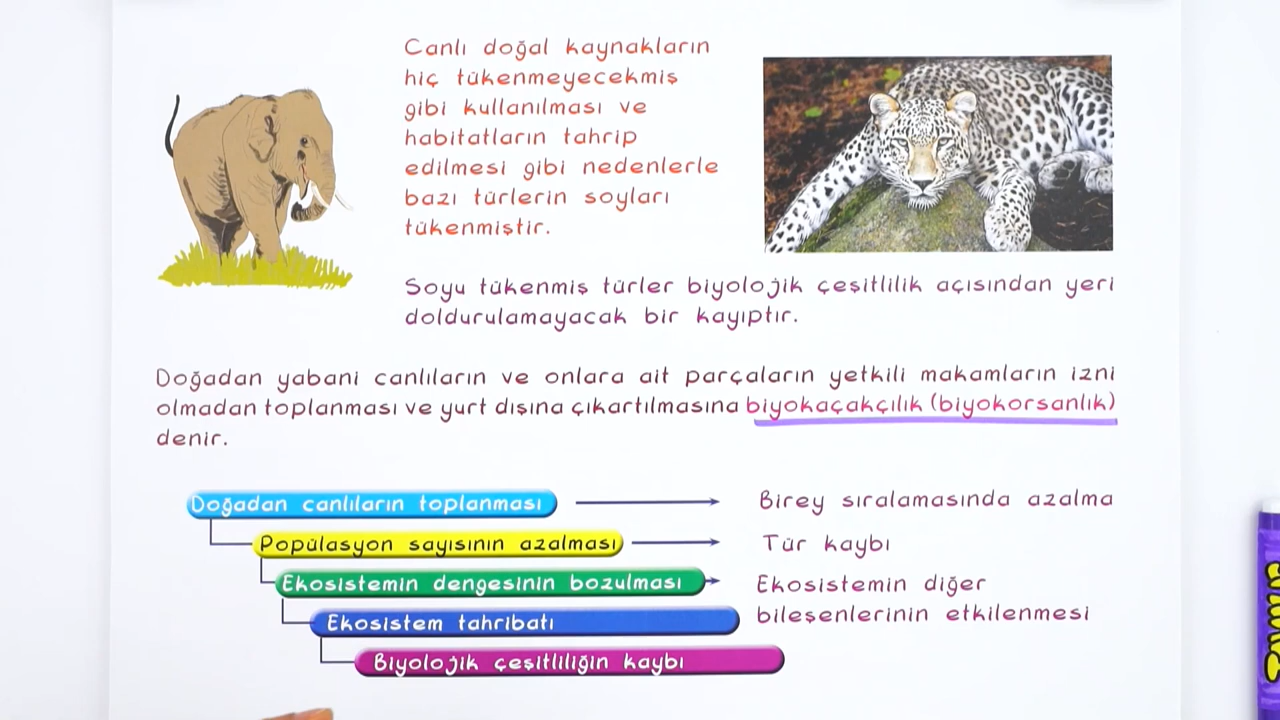 Canlı doğal kaynakların
hiç tükenmeyecekmiş
gibi kullanılması ve
habitatların tahrip
edilmesi gibi nedenlerle
bazı türlerin soyları
tükenmiştir.
Soyu tükenmiş türler biyolojik çeşitlilik açısından yeri
doldurulamayacak bir kayıptır.
Doğadan yabani canlıların ve onlara ait parçaların yetkili makamların izni
olmadan toplanması ve yurt dışına çıkartılmasına biyokaçakçılık (biyokorsanlık)
denir.
Doğadan canlıların toplanması
Birey sıralamasında azalma
Popülasyon sayısının azalması
Tür kaybı
Ekosistemin dengesinin bozulması
Ekosistemin diğer
bileşenlerinin etkilenmesi
Ekosistem tahribatı
Biyolojik çeşitliliğin kaybı